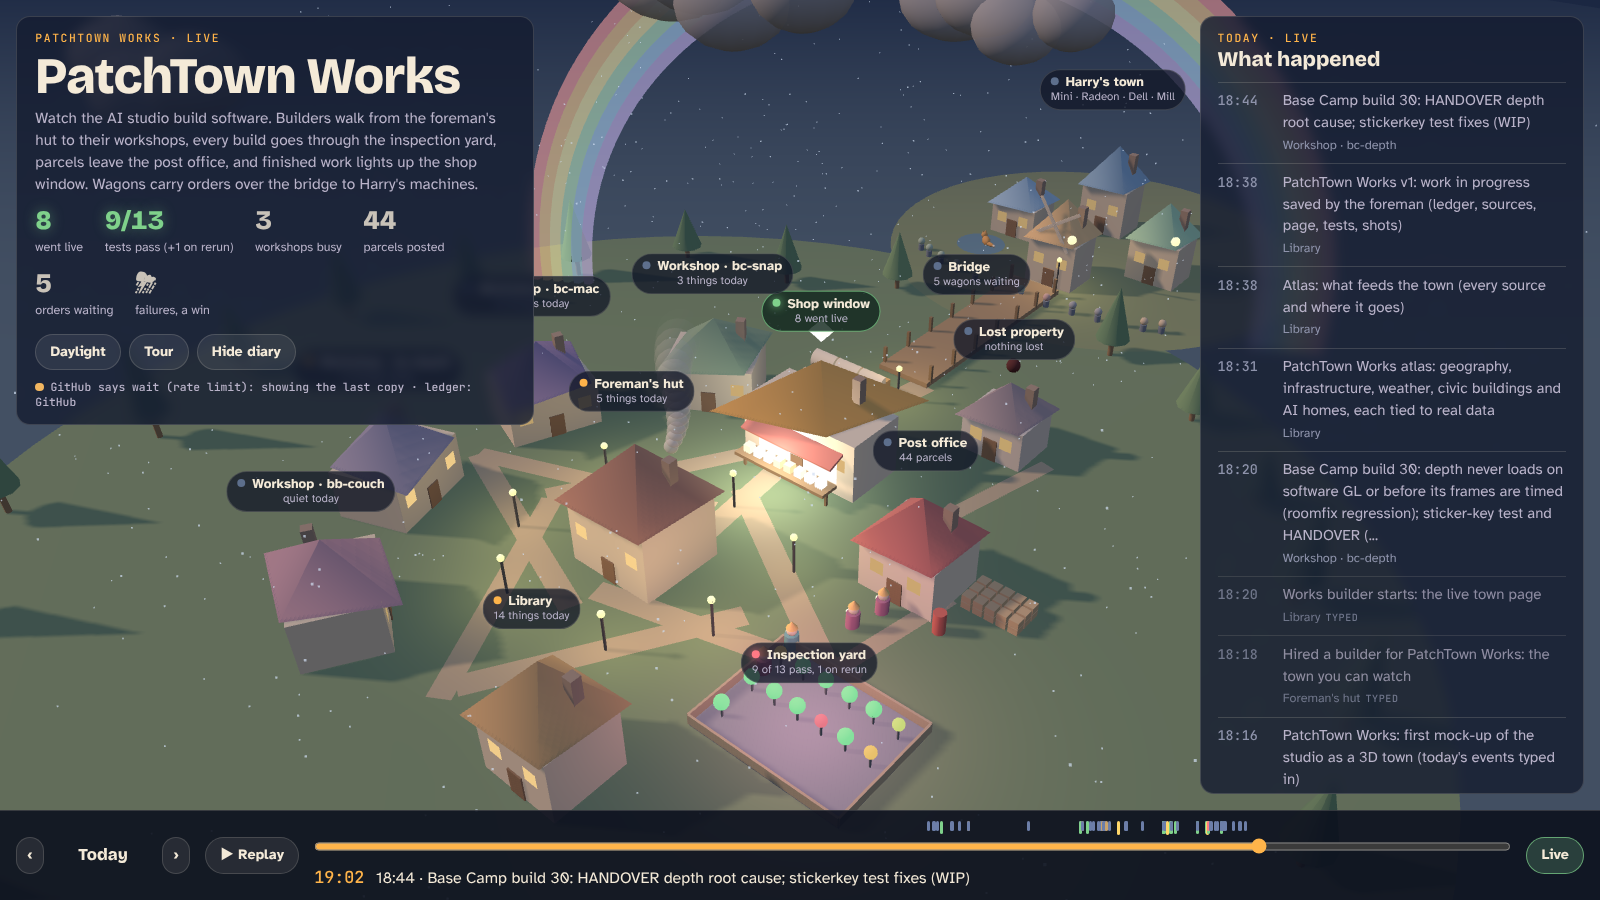 PATCHTOWN WORKS · LIVE
PatchTown Works
Watch the AI studio build software. Builders walk from the foreman's
hut to their workshops, every build goes through the inspection yard,
parcels leave the post office, and finished work lights up the shop
window. Wagons carry orders over the bridge to Harry's machines.
8
went live
9/13
tests pass (+1 on rerun)
3
workshops busy
44
parcels posted
5
orders waiting
failures, a win
Daylight
Tour
Hide diary
GitHub says wait (rate limit): showing the last copy · ledger:
GitHub
Harry's town
Mini · Radeon · Dell · Mill
Workshop · bc-snap
3 things today
p · bc-mac
s today
Bridge
5 wagons waiting
Shop window
8 went live
Lost property
nothing lost
Foreman's hut
5 things today
Post office
44 parcels
Workshop · bb-couch
quiet today
Library
14 things today
Inspection yard
9 of 13 pass, 1 on rerun
TODAY · LIVE
What happened
18:44
Base Camp build 30: HANDOVER depth
root cause; stickerkey test fixes (WIP)
Workshop · bc-depth
18:38
PatchTown Works v1: work in progress
saved by the foreman (ledger, sources,
page, tests, shots)
Library
18:38
Atlas: what feeds the town (every source
and where it goes)
Library
18:31
PatchTown Works atlas: geography,
infrastructure, weather, civic buildings and
AI homes, each tied to real data
Library
18:20
Base Camp build 30: depth never loads on
software GL or before its frames are timed
(roomfix regression); sticker-key test and
HANDOVER (…
Workshop · bc-depth
18:20
Works builder starts: the live town page
Library TYPED
18:18
Hired a builder for PatchTown Works: the
town you can watch
Foreman's hut TYPED
18:16
PatchTown Works: first mock-up of the
studio as a 3D town (today's events typed
in)
‹
Today
›
▶ Replay
Live
19:02 18:44 · Base Camp build 30: HANDOVER depth root cause; stickerkey test fixes (WIP)